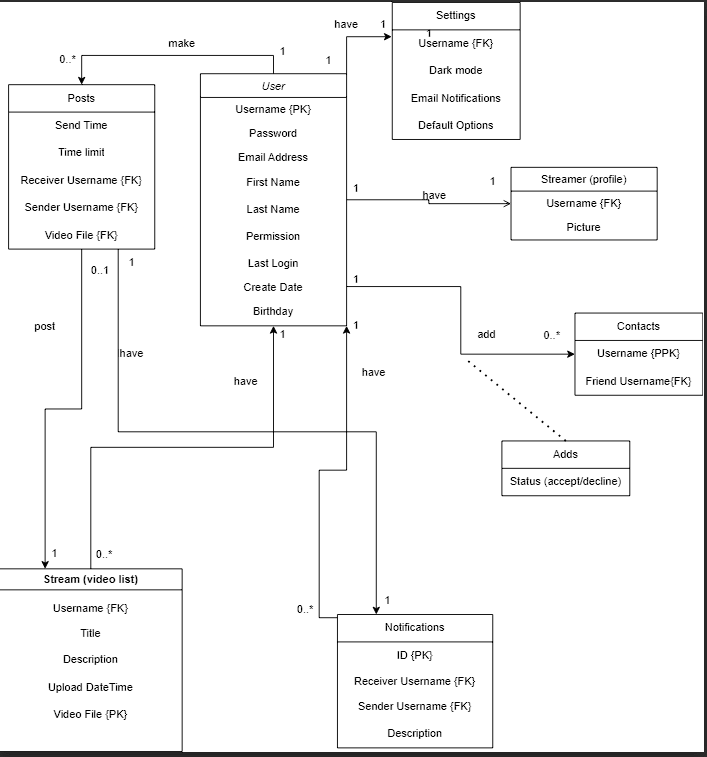 Settings
Username {FK}
Dark mode
Email Notifications
Default Options
have
1
1
1
make
1
0..*
Posts
Send Time
Time limit
Receiver Username {FK}
Sender Username {FK}
Video File {FK}
User
Username {PK}
Password
Email Address
First Name
Last Name
Permission
Last Login
Create Date
Birthday
1
have
1
Streamer (profile)
Username {FK}
Picture
1
add
0..*
Contacts
Username {PPK}
Friend Username{FK}
Adds
Status (accept/decline)
0..1
1
post
have
1
have
1
have
1
0..*
Stream (video list)
Username {FK}
Title
Description
Upload DateTime
Video File {PK}
0..*
1
Notifications
ID {PK}
Receiver Username {FK}
Sender Username {FK}
Description